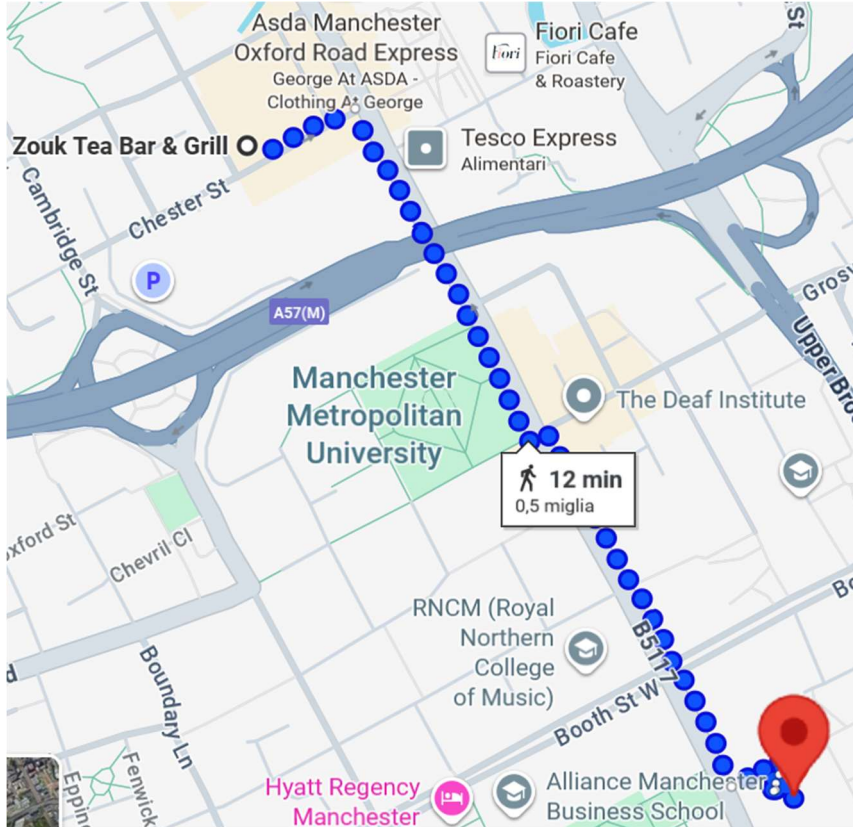 St
Asda Manchester
Oxford Road Express
George At ASDA -
Clothing At George
Fiori
Fiori Cafe
Fiori Cafe
& Roastery
Zouk Tea Bar & Grill
Tesco Express
Alimentari
Cambridge St
Chester St
P
A57(M)
Grosv
Upper Bro
Manchester
Metropolitan
University
The Deaf Institute
12 min
0,5 miglia
oxford St
Chevril Cl
RNCM (Royal
Northern
College
of Music)
B5117
Bo
Booth St W
d
Boundary Ln
Fenwick
Epping
Hyatt Regency
Manchester
Alliance Manchester
Business School